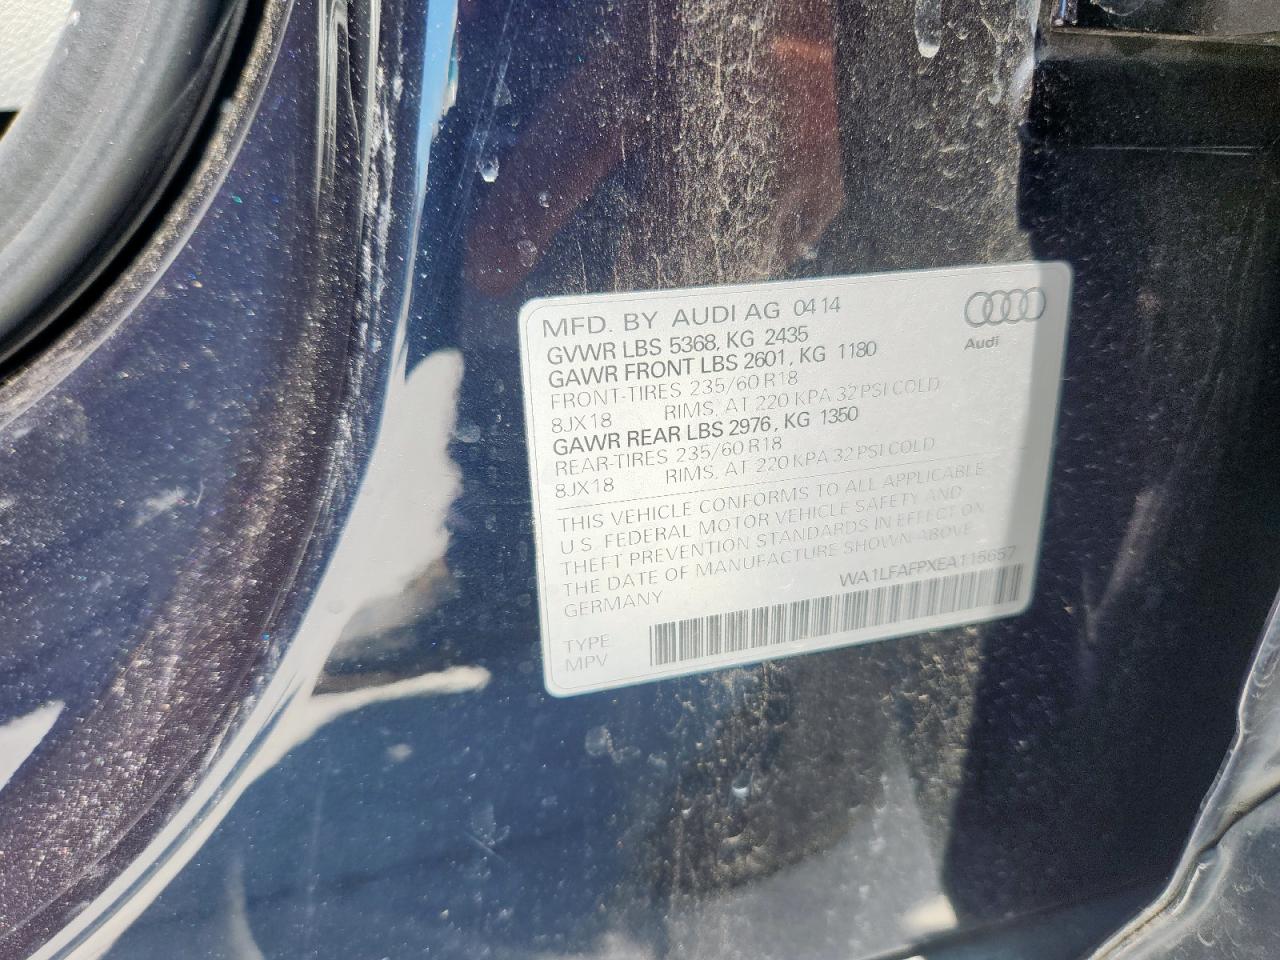 MFD. BY AUDI AG 04 14
GVWR LBS 5368, KG 2435
GAWR FRONT LBS 2601, KG 1180
FRONT-TIRES 235/60 R18
8JX18 RIMS, AT 220 KPA 32 PSI COLD
GAWR REAR LBS 2976, KG 1350
REAR-TIRES 235/60 R18
8JX18 RIMS, AT 220 KPA 32 PSI COLD
THIS VEHICLE CONFORMS TO ALL APPLICABLE
U.S. FEDERAL MOTOR VEHICLE SAFETY AND
THEFT PREVENTION STANDARDS IN EFFECT ON
THE DATE OF MANUFACTURE SHOWN ABOVE
GERMANY
WA1LFAFPXEA115657
TYPE
MPV
Audi